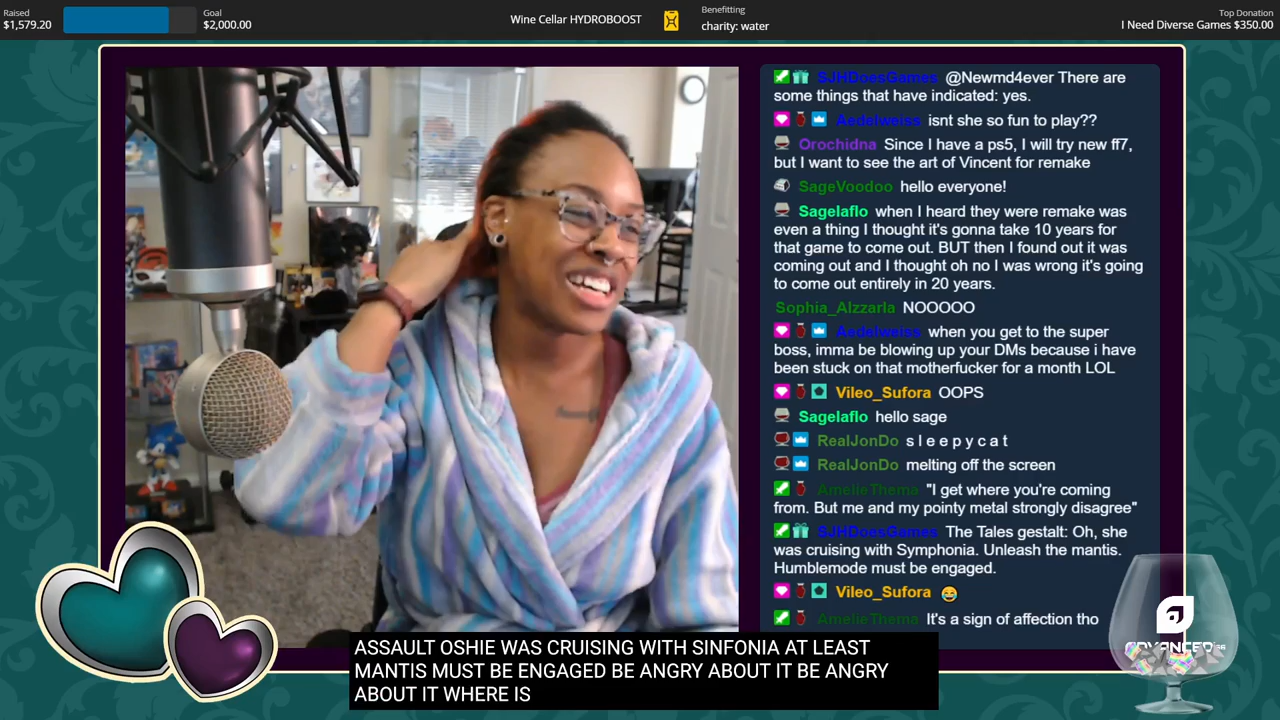 Raised
$1,579.20
Goal
$2,000.00
Wine Cellar HYDROBOOST
Benefitting
charity: water
Top Donation
I Need Diverse Games $350.00
SJHDoesGames @Newmd4ever There are
some things that have indicated: yes.
Aedelweiss isnt she so fun to play??
Orochidna Since I have a ps5, I will try new ff7,
but I want to see the art of Vincent for remake
SageVoodoo hello everyone!
Sagelaflo when I heard they were remake was
even a thing I thought it's gonna take 10 years for
that game to come out. BUT then I found out it was
coming out and I thought oh no I was wrong it's going
to come out entirely in 20 years.
Sophia_Alzzarla NOOOOO
Aedelweiss when you get to the super
boss, imma be blowing up your DMs because i have
been stuck on that motherfucker for a month LOL
Vileo_Sufora OOPS
Sagelaflo hello sage
RealJonDo s l e e p y c a t
RealJonDo melting off the screen
AmelieThema "I get where you're coming
from. But me and my pointy metal strongly disagree"
SJHDoesGames The Tales gestalt: Oh, she
was cruising with Symphonia. Unleash the mantis.
Humblemode must be engaged.
Vileo_Sufora 😂
AmelieThema It's a sign of affection tho
ADVANCED
ASSAULT OSHIE WAS CRUISING WITH SINFONIA AT LEAST
MANTIS MUST BE ENGAGED BE ANGRY ABOUT IT BE ANGRY
ABOUT IT WHERE IS